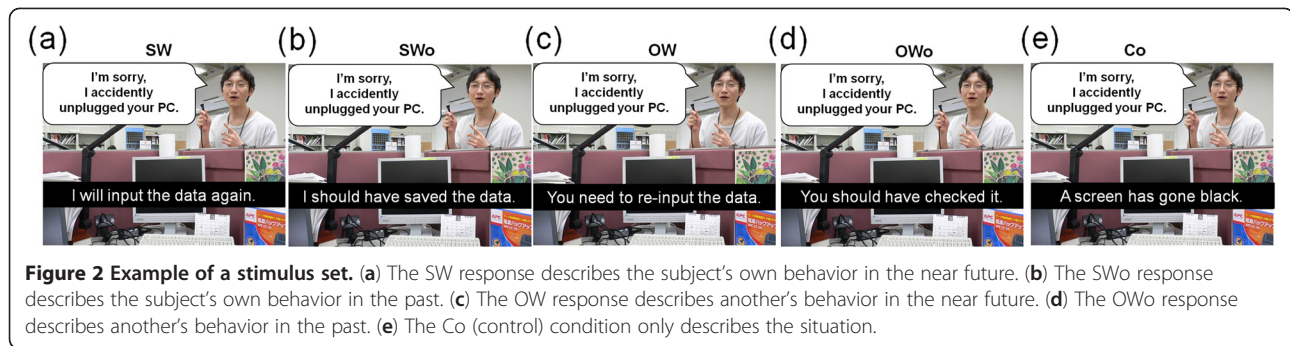 (a) SW (b) SWo (c) OW (d) OWo (e) Co
I'm sorry,
I accidently
unplugged your PC.
I'm sorry,
I accidently
unplugged your PC.
I'm sorry,
I accidently
unplugged your PC.
I'm sorry,
I accidently
unplugged your PC.
I'm sorry,
I accidently
unplugged your PC.
I will input the data again.
I should have saved the data.
You need to re-input the data.
You should have checked it.
A screen has gone black.
APC
APC
APC
APC
APC
Figure 2 Example of a stimulus set. (a) The SW response describes the subject's own behavior in the near future. (b) The SWo response
describes the subject's own behavior in the past. (c) The OW response describes another's behavior in the near future. (d) The OWo response
describes another's behavior in the past. (e) The Co (control) condition only describes the situation.